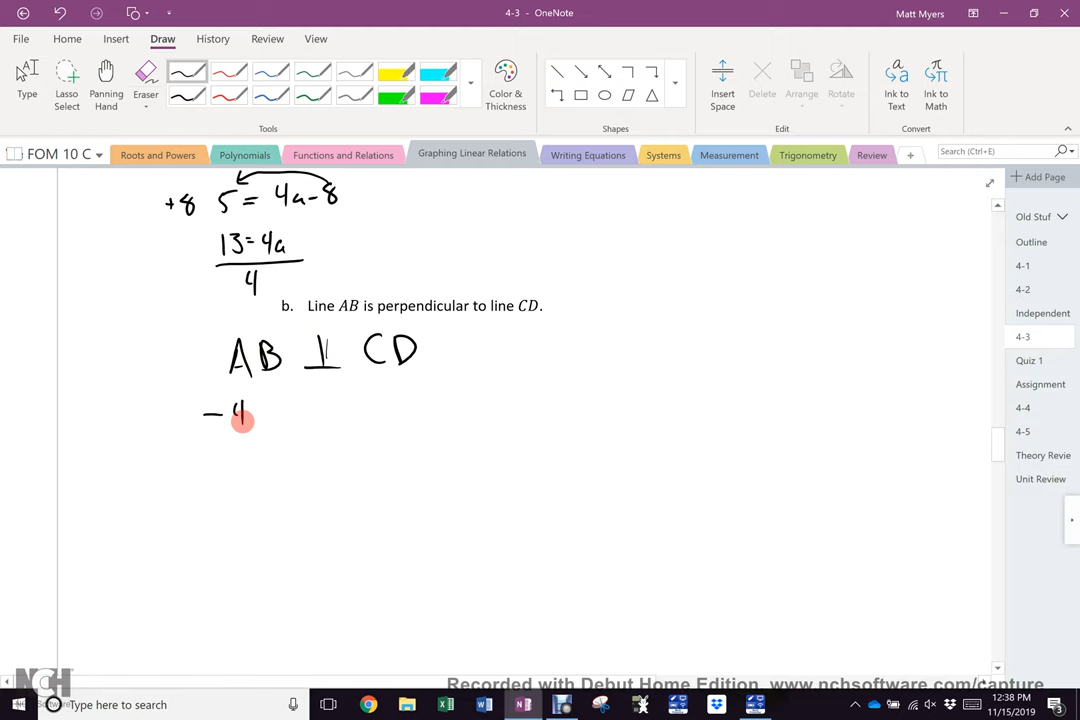 4-3 - OneNote
Matt Myers
File Home Insert Draw History Review View
Type
Lasso Select
Panning Hand
Eraser
Color & Thickness
Insert Space
Delete
Arrange
Rotate
Ink to Text
Ink to Math
Tools
Shapes
Edit
Convert
FOM 10 C
Roots and Powers
Polynomials
Functions and Relations
Graphing Linear Relations
Writing Equations
Systems
Measurement
Trigonometry
Review
Search (Ctrl+E)
Add Page
Old Stuf
Outline
4-1
4-2
Independent
4-3
Quiz 1
Assignment
4-4
4-5
Theory Revie
Unit Review
+8 5 = 4a-8
13=4a
4
b. Line AB is perpendicular to line CD.
AB ⊥ CD
-4
NCH
Recorded with Debut Home Edition www.nchsoftware.com/capture
Type here to search
12:38 PM
11/15/2019
3